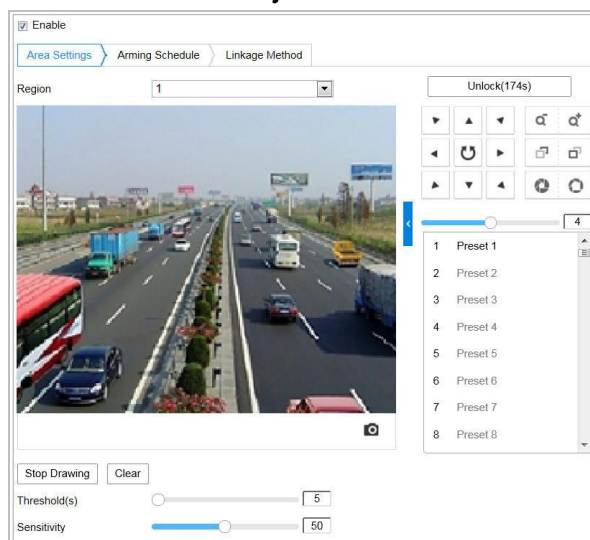 Enable
Area Settings Arming Schedule Linkage Method
Region 1
Unlock(174s)
4
1 Preset 1
2 Preset 2
3 Preset 3
4 Preset 4
5 Preset 5
6 Preset 6
7 Preset 7
8 Preset 8
Stop Drawing Clear
Threshold(s) 5
Sensitivity 50